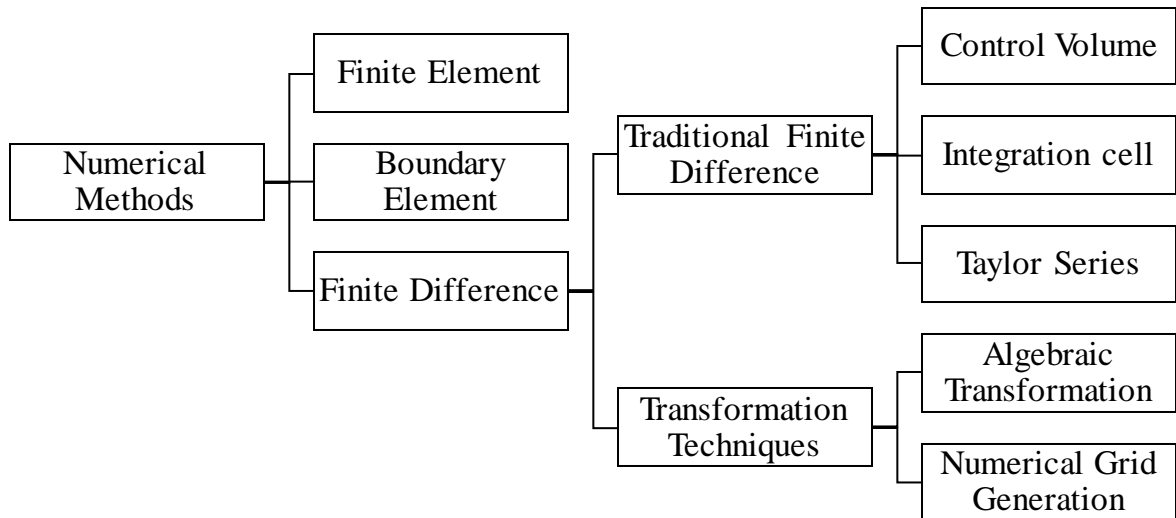 Numerical
Methods
Finite Element
Boundary
Element
Finite Difference
Traditional Finite
Difference
Transformation
Techniques
Control Volume
Integration cell
Taylor Series
Algebraic
Transformation
Numerical Grid
Generation